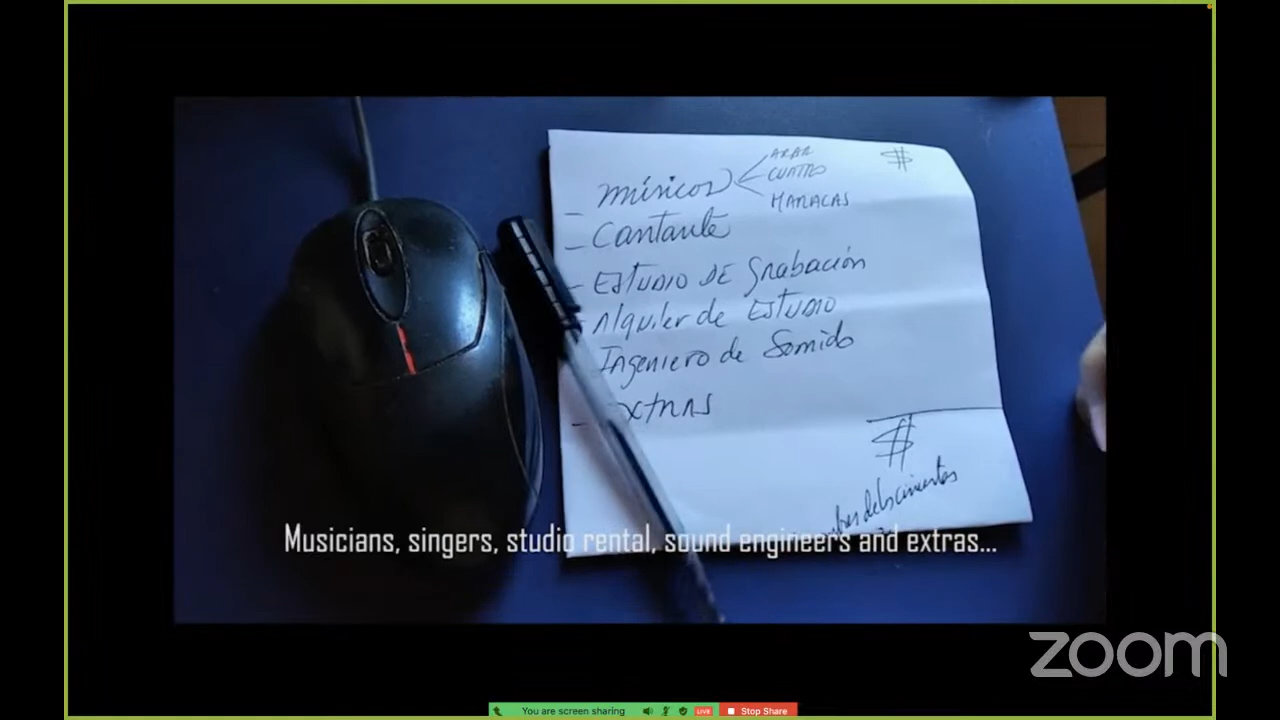 - Músicos
ARPA
CUATRO
MARACAS
$
- Cantante
- ESTUDIO DE grabación
- Alquiler de ESTUDIO
Ingeniero de Sonido
- EXTRAS
$
Musicians, singers, studio rental, sound engineers and extras...
zoom
You are screen sharing
LIVE
Stop Share